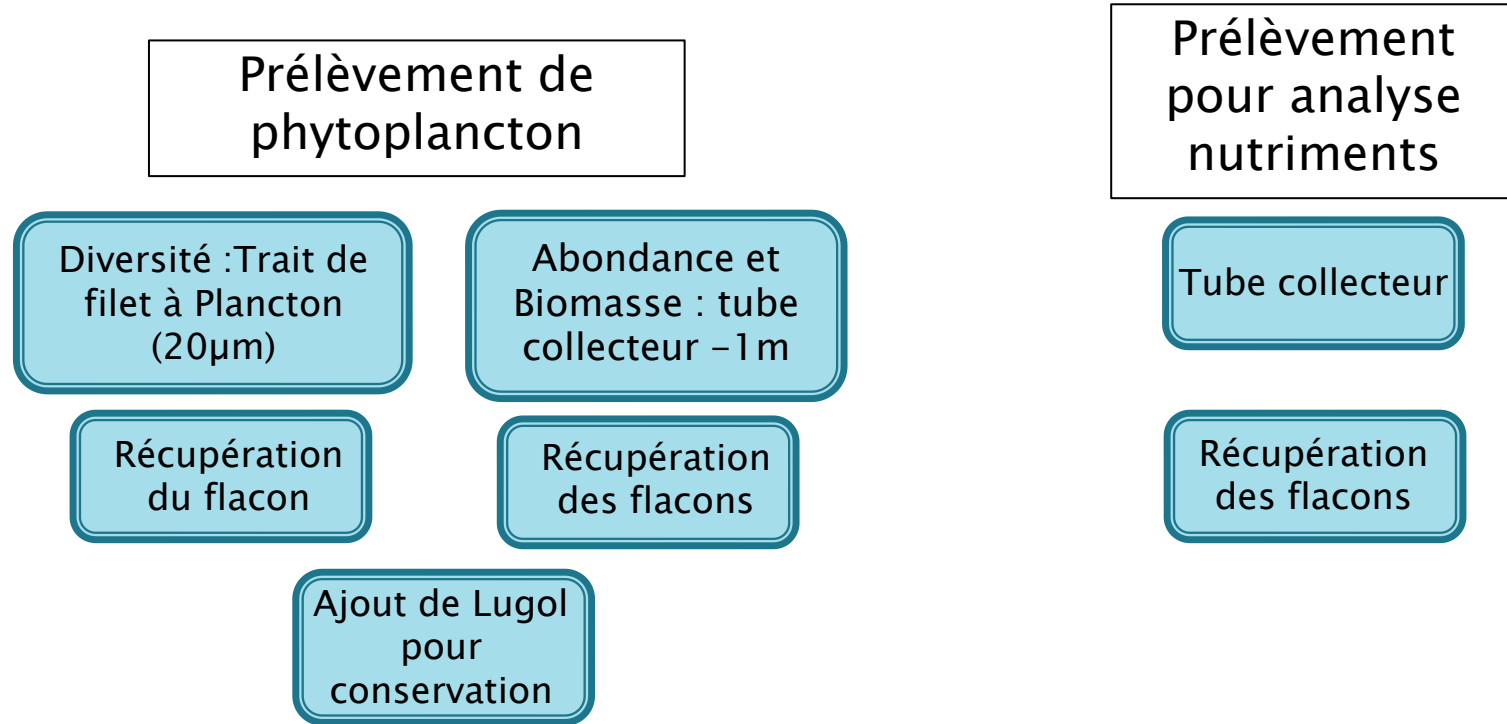 Prélèvement de
phytoplancton
Prélèvement
pour analyse
nutriments
Diversité :Trait de
filet à Plancton
(20µm)
Abondance et
Biomasse : tube
collecteur -1m
Tube collecteur
Récupération
du flacon
Récupération
des flacons
Récupération
des flacons
Ajout de Lugol
pour
conservation